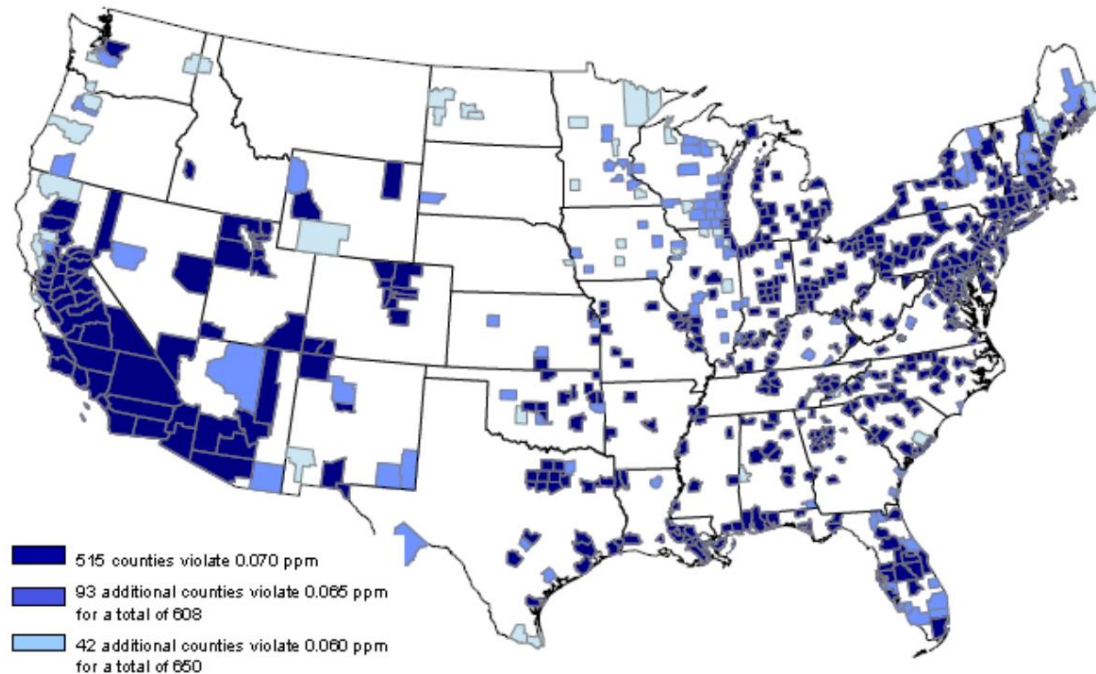 515 counties violate 0.070 ppm
93 additional counties violate 0.065 ppm
for a total of 608
42 additional counties violate 0.060 ppm
for a total of 650